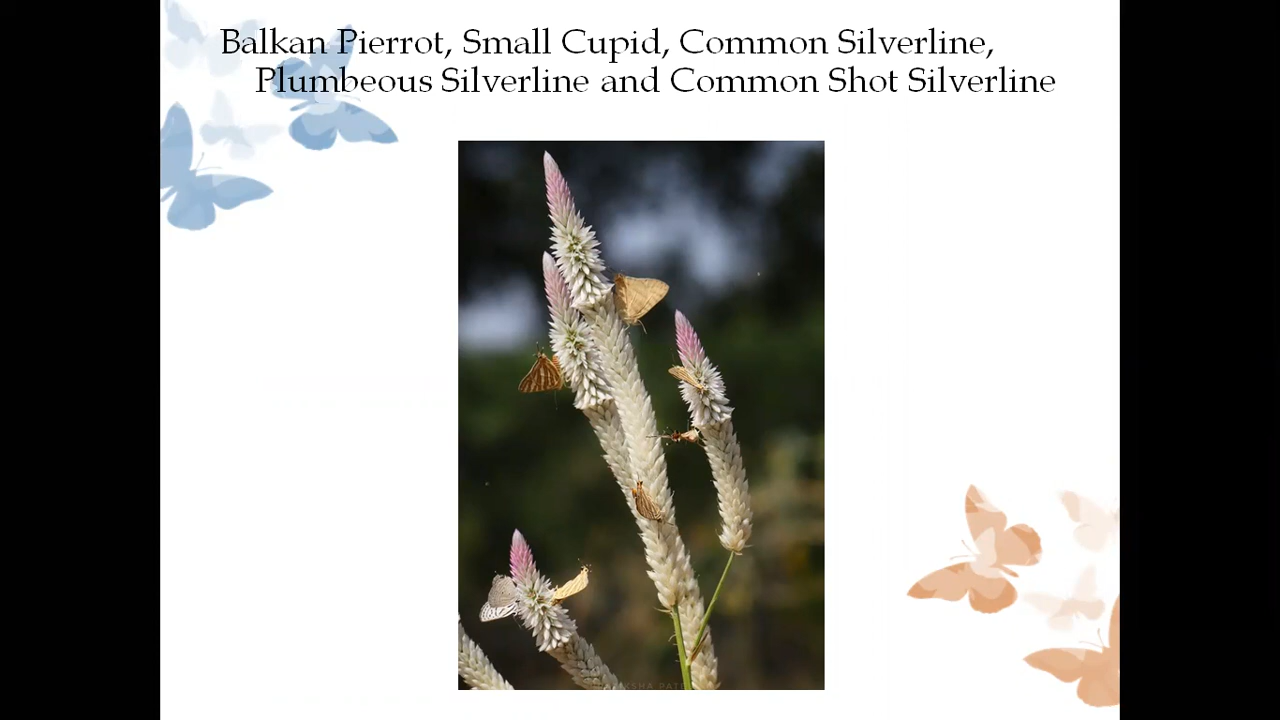 Balkan Pierrot, Small Cupid, Common Silverline,
Plumbeous Silverline and Common Shot Silverline